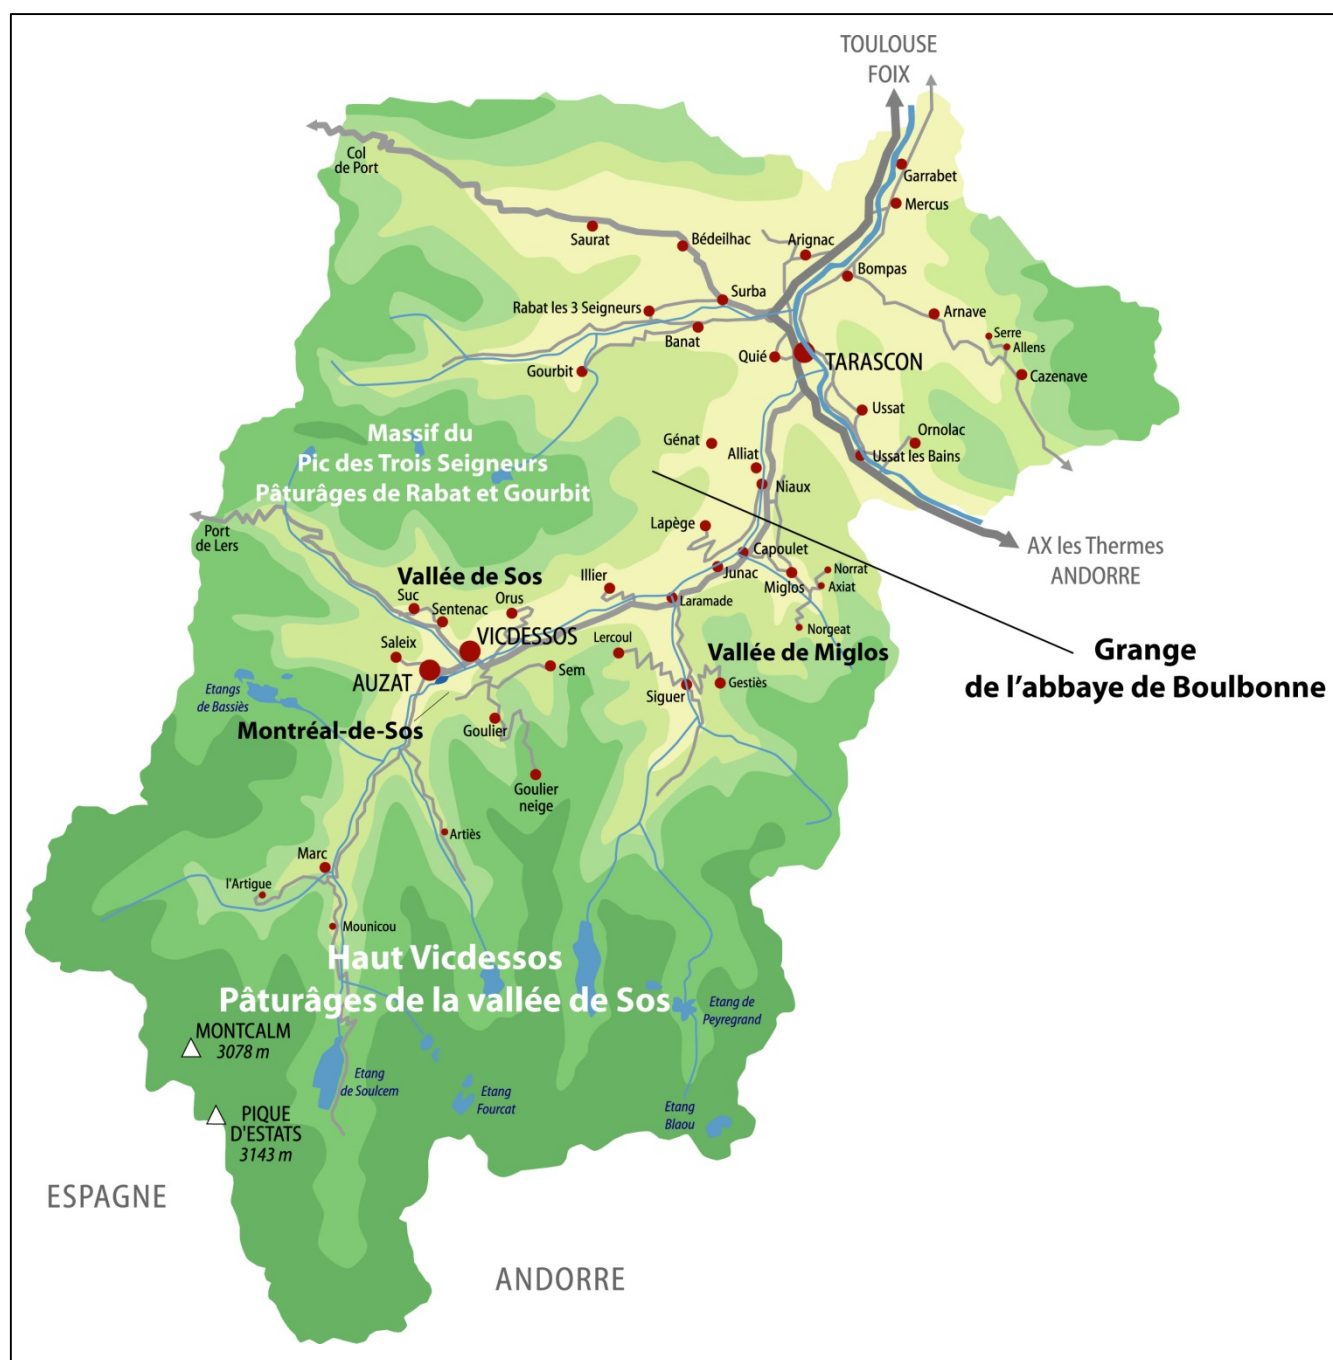 TOULOUSE
FOIX
Col
de Port
Garrabet
Mercus
Saurat
Bédeilhac
Arignac
Bompas
Surba
Rabat les 3 Seigneurs
Banat
Arnave
Serre
Allens
Quié
TARASCON
Cazenave
Gourbit
Ussat
Ornolac
Ussat les Bains
Massif du
Pic des Trois Seigneurs
Pâturâges de Rabat et Gourbit
Génat
Alliat
Niaux
Port
de Lers
Lapège
Capoulet
AX les Thermes
ANDORRE
Vallée de Sos
Illier
Junac
Miglos
Norrat
Axiat
Suc
Sentenac
Orus
Laramade
Norgeat
Saleix
VICDESSOS
Lercoul
Vallée de Miglos
Grange
de l’abbaye de Boulbonne
AUZAT
Sem
Siguer
Gestiès
Etangs
de Bassiès
Montréal-de-Sos
Goulier
Goulier
neige
Artiès
Marc
l'Artigue
Mounicou
Haut Vicdessos
Pâturâges de la vallée de Sos
Etang de
Peyregrand
MONTCALM
3078 m
Etang
de Soulcem
Etang
Fourcat
Etang
Blaou
PIQUE
D'ESTATS
3143 m
ESPAGNE
ANDORRE